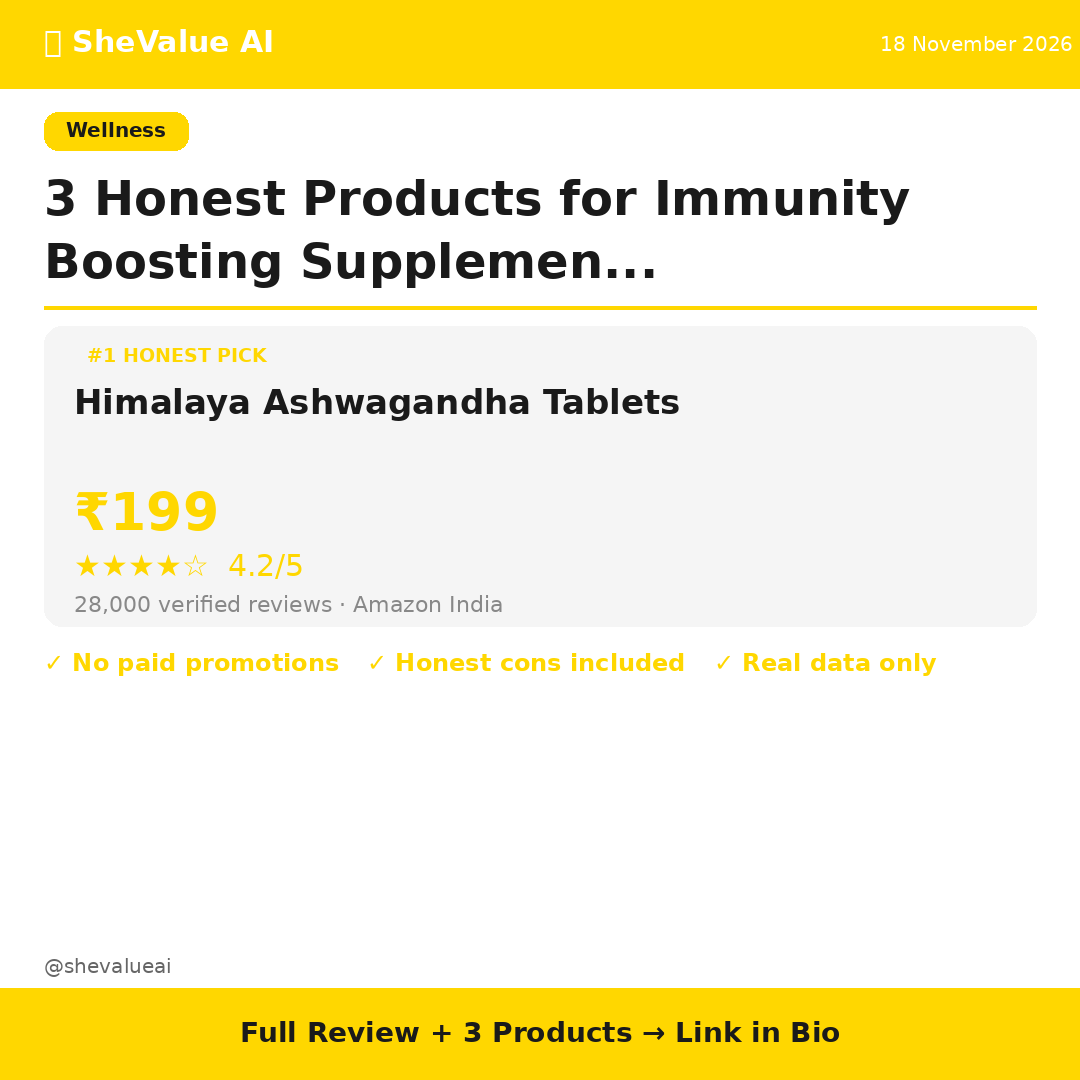 SheValue AI
18 November 2026
Wellness
3 Honest Products for Immunity
Boosting Supplemen...
#1 HONEST PICK
Himalaya Ashwagandha Tablets
₹199
★★★★☆ 4.2/5
28,000 verified reviews · Amazon India
✓ No paid promotions ✓ Honest cons included ✓ Real data only
@shevalueai
Full Review + 3 Products → Link in Bio